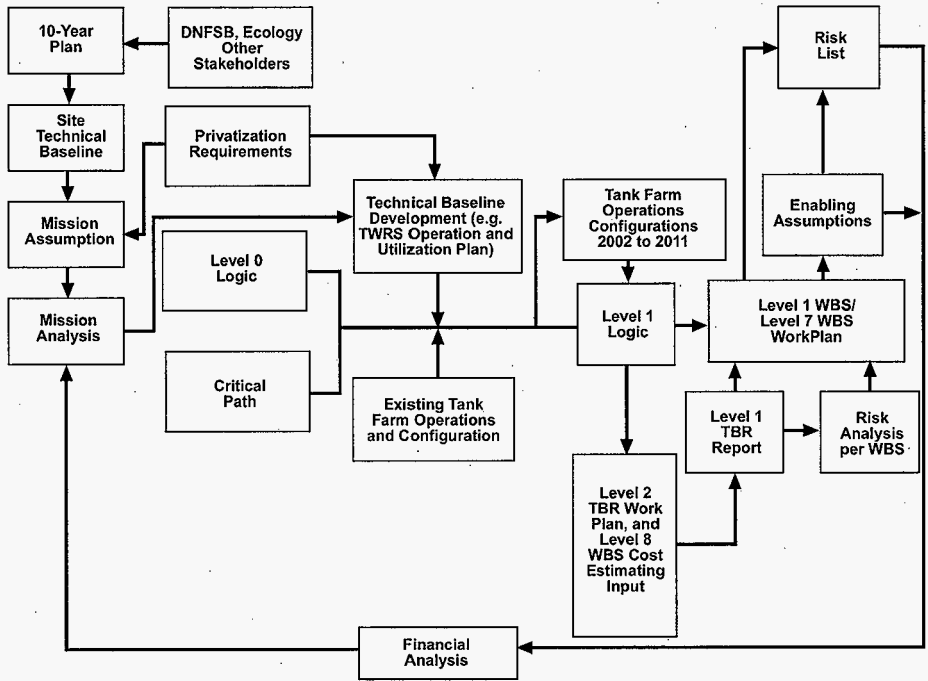 10-Year
Plan
DNFSB, Ecology
Other
Stakeholders
Risk
List
Site
Technical
Baseline
Privatization
Requirements
Mission
Assumption
Technical Baseline
Development (e.g.
TWRS Operation and
Utilization Plan)
Tank Farm
Operations
Configurations
2002 to 2011
Enabling
Assumptions
Level 0
Logic
Mission
Analysis
Level 1
Logic
Level 1 WBS/
Level 7 WBS
WorkPlan
Critical
Path
Existing Tank
Farm Operations
and Configuration
Level 1
TBR
Report
Risk
Analysis
per WBS
Level 2
TBR Work
Plan, and
Level 8
WBS Cost
Estimating
Input
Financial
Analysis